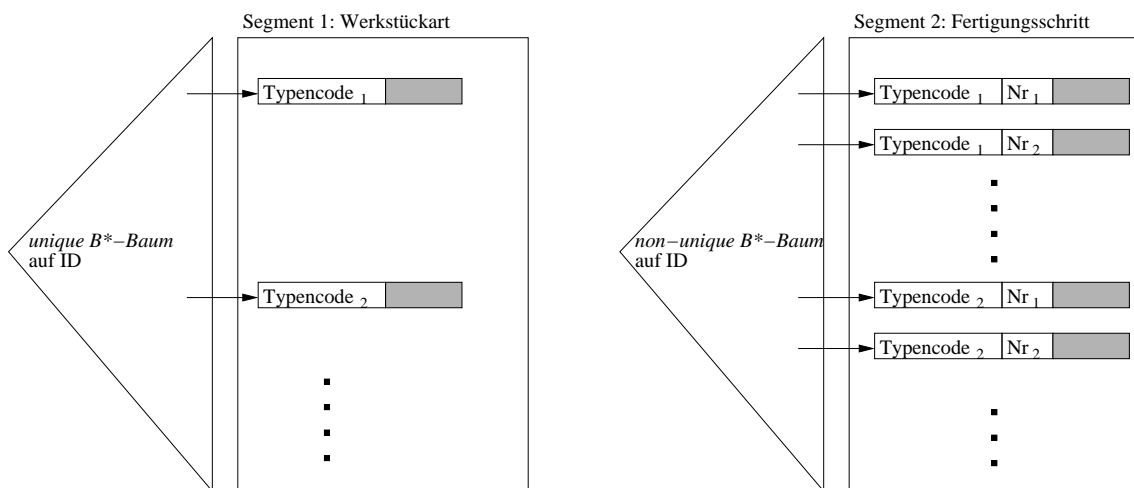 Segment 1: Werkstückart
Typencode 1
unique B*-Baum
auf ID
Typencode 2
Segment 2: Fertigungsschritt
Typencode 1 Nr 1
Typencode 1 Nr 2
non-unique B*-Baum
auf ID
Typencode 2 Nr 1
Typencode 2 Nr 2